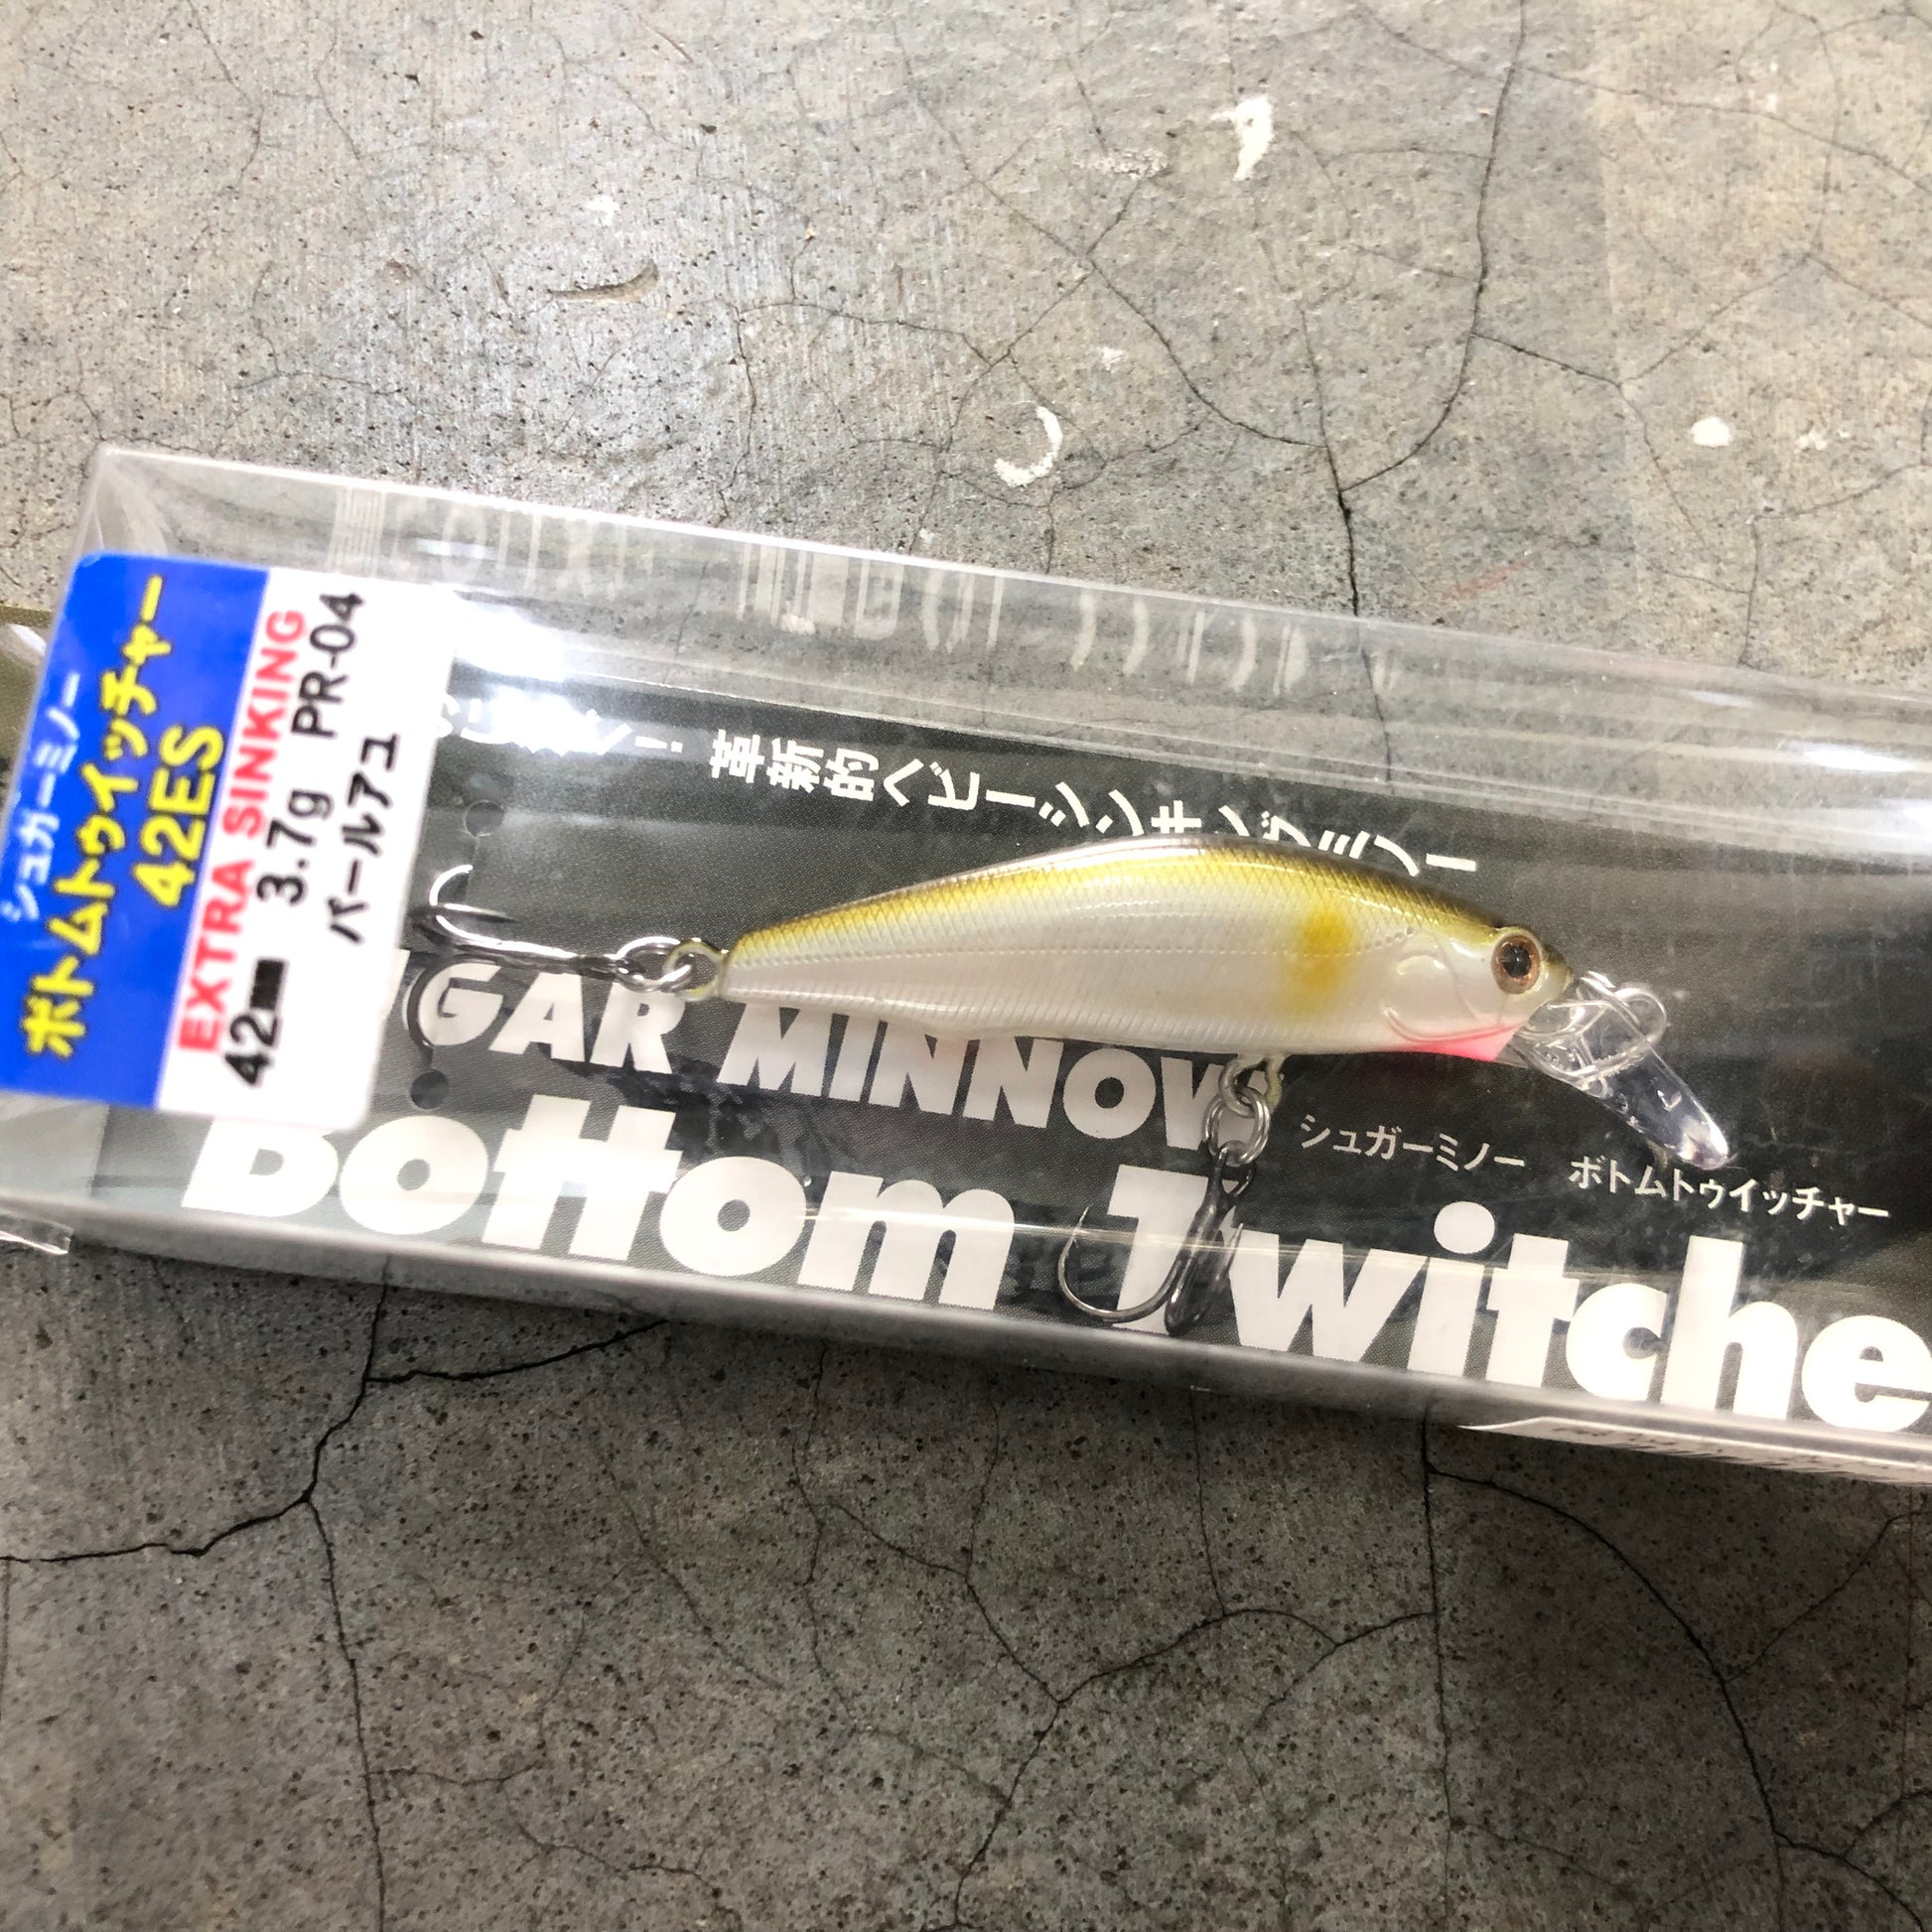 シュガーミノー
ボトムトゥイッチャー
42ES
EXTRA SINKING
42㎜ 3.7g PR-04
パールアユ
革新的ヘビーシンキングミノー
GAR MINNOW
シュガーミノー ボトムトゥイッチャー
Bottom Twitche